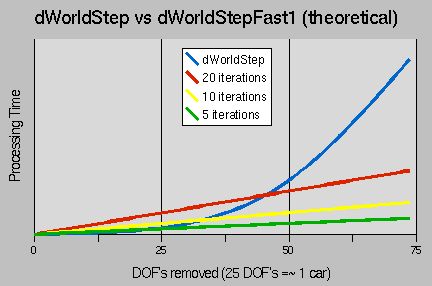 dWorldStep vs dWorldStepFast1 (theoretical)
dWorldStep
20 iterations
10 iterations
5 iterations
Processing Time
0
25
50
75
DOF's removed (25 DOF's =~ 1 car)